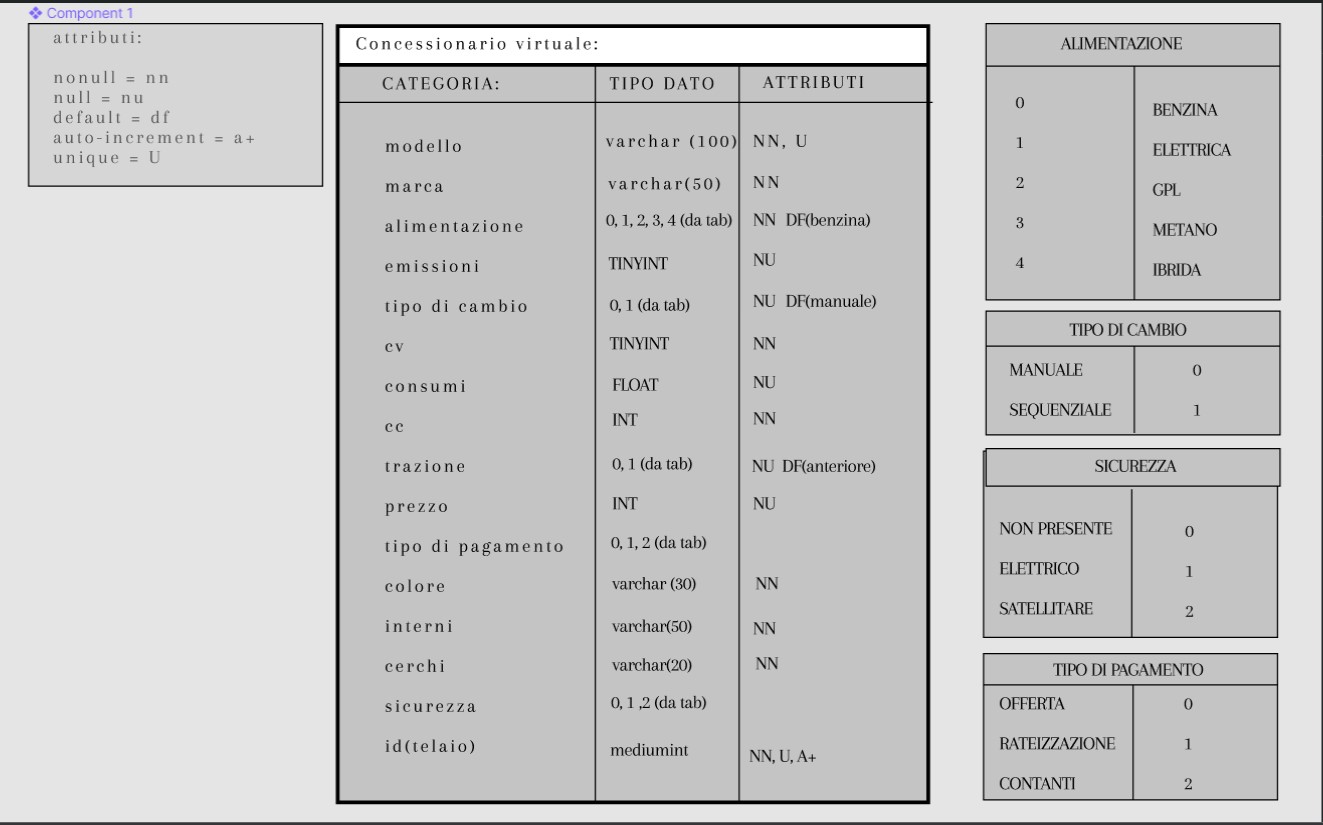 Component 1
attributi:
nonull = nn
null = nu
default = df
auto-increment = a+
unique = U
Concessionario virtuale:
CATEGORIA: TIPO DATO ATTRIBUTI
modello varchar (100) NN, U
marca varchar(50) NN
alimentazione 0, 1, 2, 3, 4 (da tab) NN DF(benzina)
emissioni TINYINT NU
tipo di cambio 0, 1 (da tab) NU DF(manuale)
cv TINYINT NN
consumi FLOAT NU
cc INT NN
trazione 0, 1 (da tab) NU DF(anteriore)
prezzo INT NU
tipo di pagamento 0, 1, 2 (da tab)
colore varchar (30) NN
interni varchar(50) NN
cerchi varchar(20) NN
sicurezza 0, 1 ,2 (da tab)
id(telaio) mediumint NN, U, A+
ALIMENTAZIONE
0 BENZINA
1 ELETTRICA
2 GPL
3 METANO
4 IBRIDA
TIPO DI CAMBIO
MANUALE 0
SEQUENZIALE 1
SICUREZZA
NON PRESENTE 0
ELETTRICO 1
SATELLITARE 2
TIPO DI PAGAMENTO
OFFERTA 0
RATEIZZAZIONE 1
CONTANTI 2